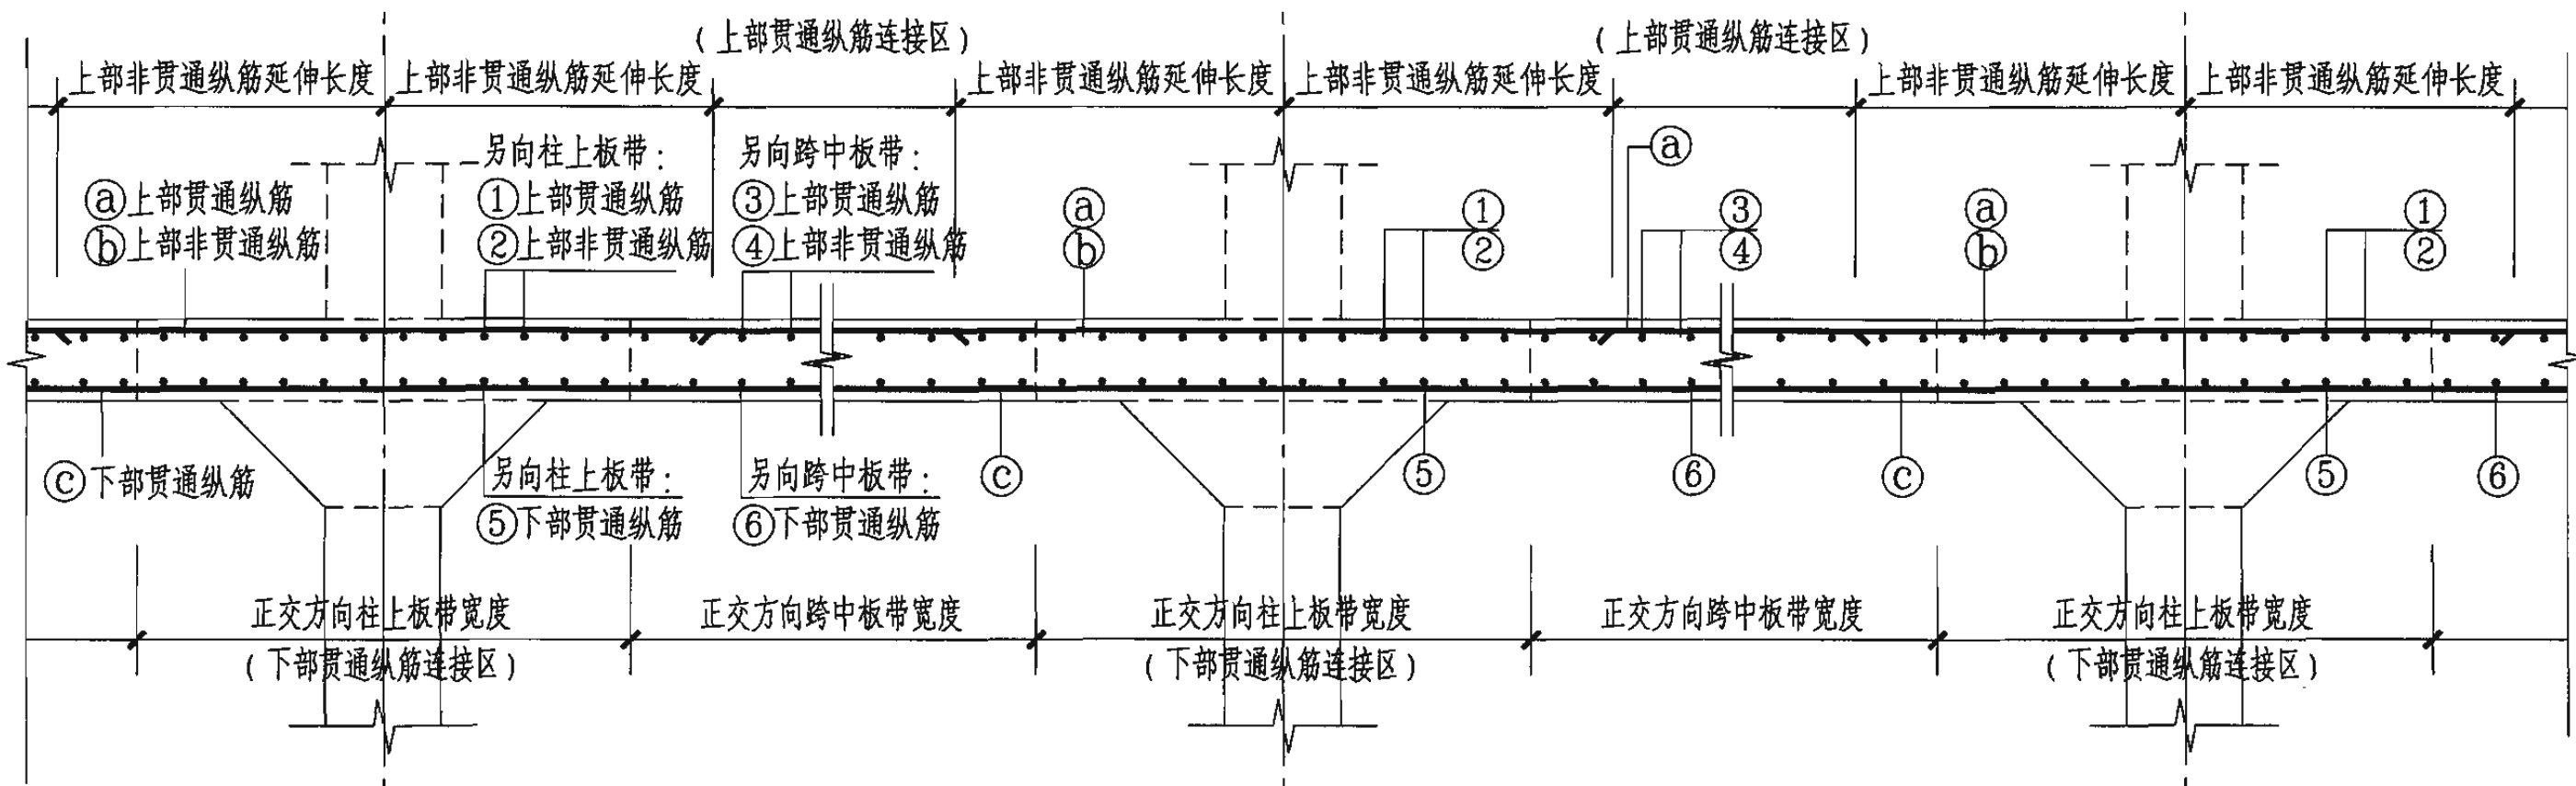 (上部贯通纵筋连接区)
(上部贯通纵筋连接区)
上部非贯通纵筋延伸长度
上部非贯通纵筋延伸长度
上部非贯通纵筋延伸长度
上部非贯通纵筋延伸长度
上部非贯通纵筋延伸长度
上部非贯通纵筋延伸长度
另向柱上板带：
另向跨中板带：
ⓐ
ⓐ上部贯通纵筋
①上部贯通纵筋
③上部贯通纵筋
ⓐ
①
③
ⓐ
①
ⓑ上部非贯通纵筋
②上部非贯通纵筋
④上部非贯通纵筋
ⓑ
②
④
ⓑ
②
ⓒ下部贯通纵筋
另向柱上板带：
另向跨中板带：
ⓒ
⑤
⑥
ⓒ
⑤
⑥
⑤下部贯通纵筋
⑥下部贯通纵筋
正交方向柱上板带宽度
正交方向跨中板带宽度
正交方向柱上板带宽度
正交方向跨中板带宽度
正交方向柱上板带宽度
(下部贯通纵筋连接区)
(下部贯通纵筋连接区)
(下部贯通纵筋连接区)